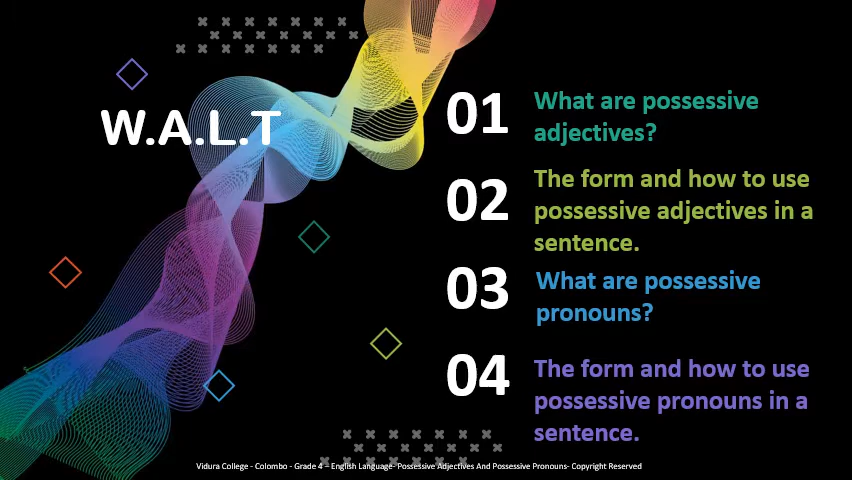 W.A.L.T
01
What are possessive
adjectives?
02
The form and how to use
possessive adjectives in a
sentence.
03
What are possessive
pronouns?
04
The form and how to use
possessive pronouns in a
sentence.
Vidura College - Colombo - Grade 4 – English Language- Possessive Adjectives And Possessive Pronouns- Copyright Reserved